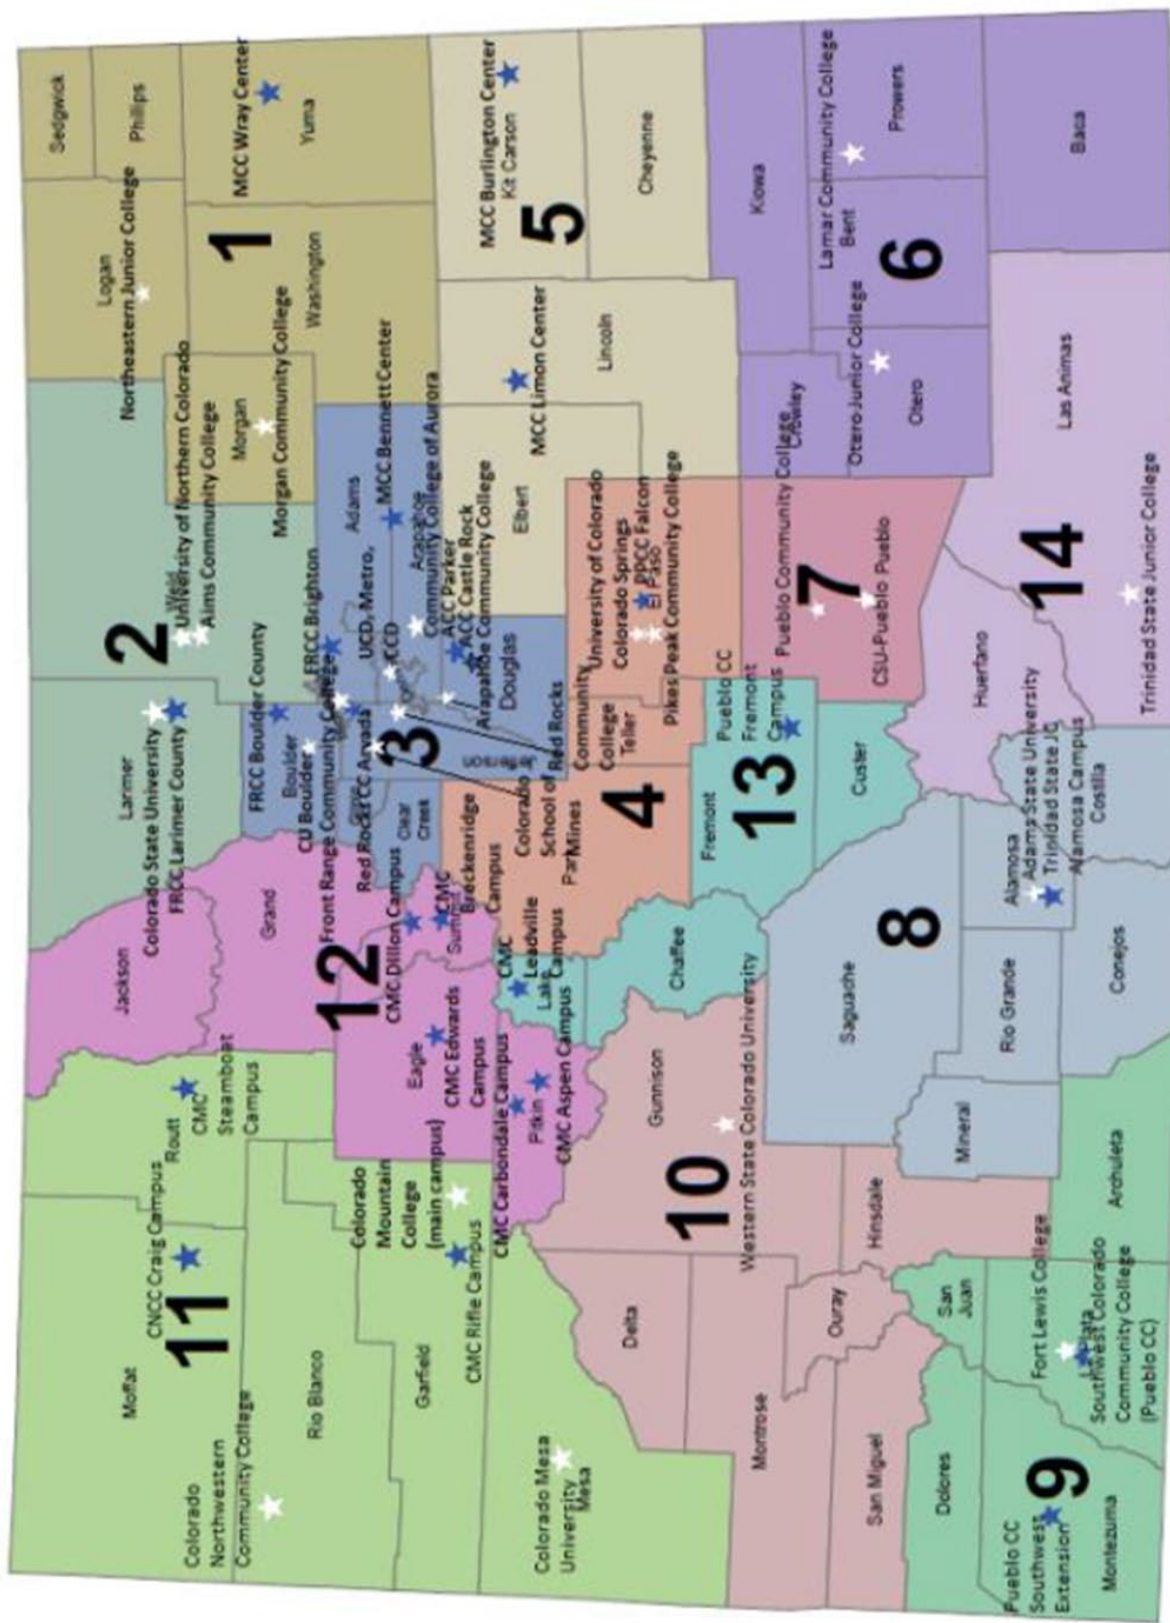 Moffat
CNCC Craig Campus
11
Colorado
Northwestern
Community College
Rio Blanco
Garfield
CMC Rifle Campus
Colorado
Mountain
College
(main campus)
Colorado Mesa
University
Mesa
Routt
CMC
Steamboat
Campus
Jackson
Grand
12
CMC Dillon Campus
Summit
CMC
Breckenridge
Campus
Eagle
CMC Edwards
Campus
CMC Carbondale Campus
Pitkin
CMC Aspen Campus
CMC
Leadville
Campus
Lake
Larimer
Colorado State University
FRCC Larimer County
2
Weld
University of Northern Colorado
Aims Community College
FRCC Boulder County
Boulder
CU Boulder
Front Range Community College
FRCC Brighton
Red Rocks CC Arvada
Clear
Creek
3
Jefferson
UCD, Metro,
CCD
Adams
MCC Bennett Center
Arapahoe
Community College of Aurora
ACC Parker
ACC Castle Rock
Arapahoe Community College
Douglas
Red Rocks
Community
College
Colorado
School of
Mines
Park
4
Teller
University of Colorado
Colorado Springs
PPCC Falcon
El Paso
Pikes Peak Community College
Logan
Northeastern Junior College
Sedgwick
Phillips
1
MCC Wray Center
Yuma
Washington
Morgan
Morgan Community College
5
MCC Burlington Center
Kit Carson
Cheyenne
Lincoln
MCC Limon Center
Elbert
Kiowa
6
Lamar Community College
Prowers
Bent
Otero Junior College
Otero
Crowley
Baca
7
Pueblo Community College
CSU-Pueblo
Pueblo
13
Pueblo CC
Fremont
Campus
Fremont
Custer
Chaffee
14
Las Animas
Trinidad State Junior College
Huerfano
8
Saguache
Alamosa
Adams State University
Trinidad State JC
Alamosa Campus
Costilla
Conejos
Rio Grande
Mineral
10
Gunnison
Western State Colorado University
Hinsdale
Delta
Montrose
Ouray
San Miguel
9
Dolores
San
Juan
Montezuma
Pueblo CC
Southwest
Extension
Fort Lewis College
La Plata
Southwest Colorado
Community College
(Pueblo CC)
Archuleta